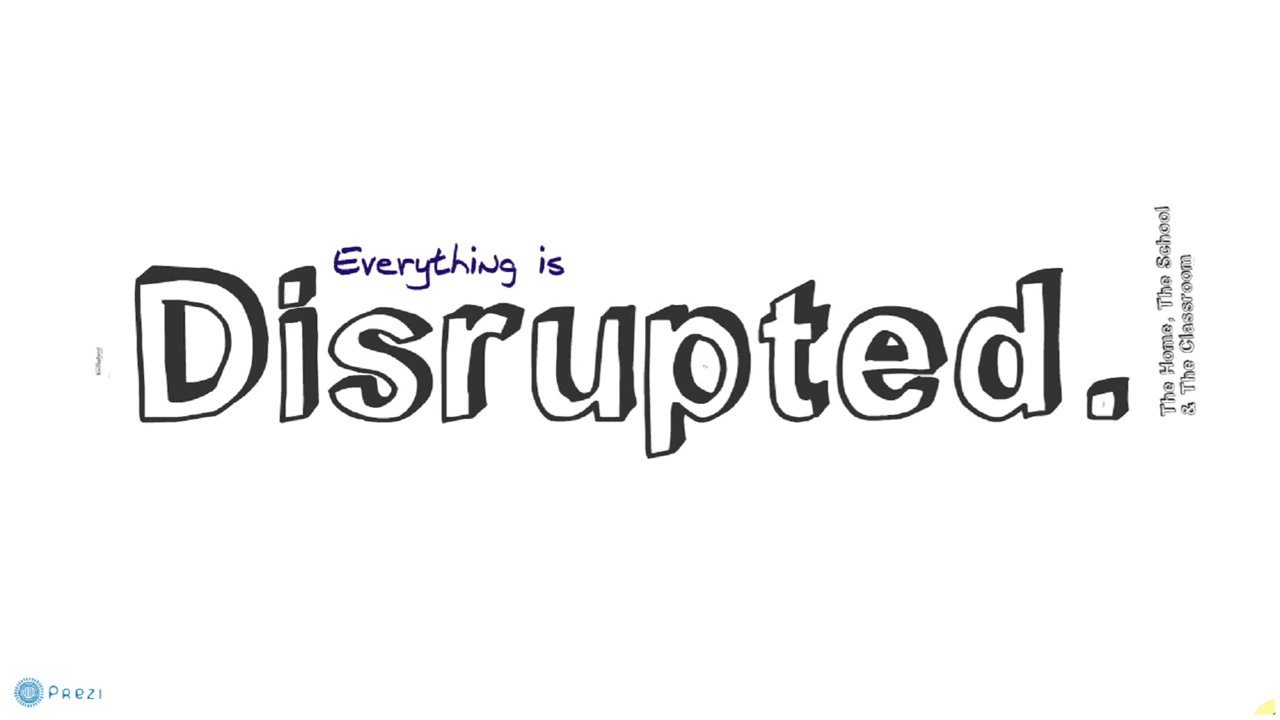 Everything is
Disrupted.
The Home, The School
& The Classroom
Prezi